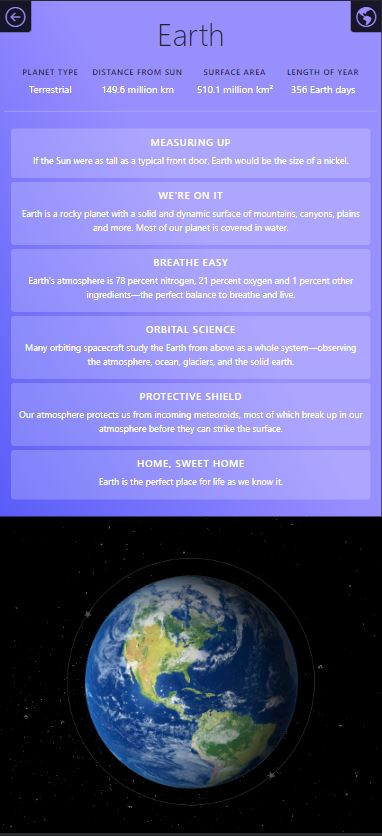 Earth
PLANET TYPE DISTANCE FROM SUN SURFACE AREA LENGTH OF YEAR
Terrestrial 149.6 million km 510.1 million km² 356 Earth days
MEASURING UP
If the Sun were as tall as a typical front door, Earth would be the size of a nickel.
WE'RE ON IT
Earth is a rocky planet with a solid and dynamic surface of mountains, canyons, plains
and more. Most of our planet is covered in water.
BREATHE EASY
Earth's atmosphere is 78 percent nitrogen, 21 percent oxygen and 1 percent other
ingredients—the perfect balance to breathe and live.
ORBITAL SCIENCE
Many orbiting spacecraft study the Earth from above as a whole system—observing
the atmosphere, ocean, glaciers, and the solid earth.
PROTECTIVE SHIELD
Our atmosphere protects us from incoming meteoroids, most of which break up in our
atmosphere before they can strike the surface.
HOME, SWEET HOME
Earth is the perfect place for life as we know it.